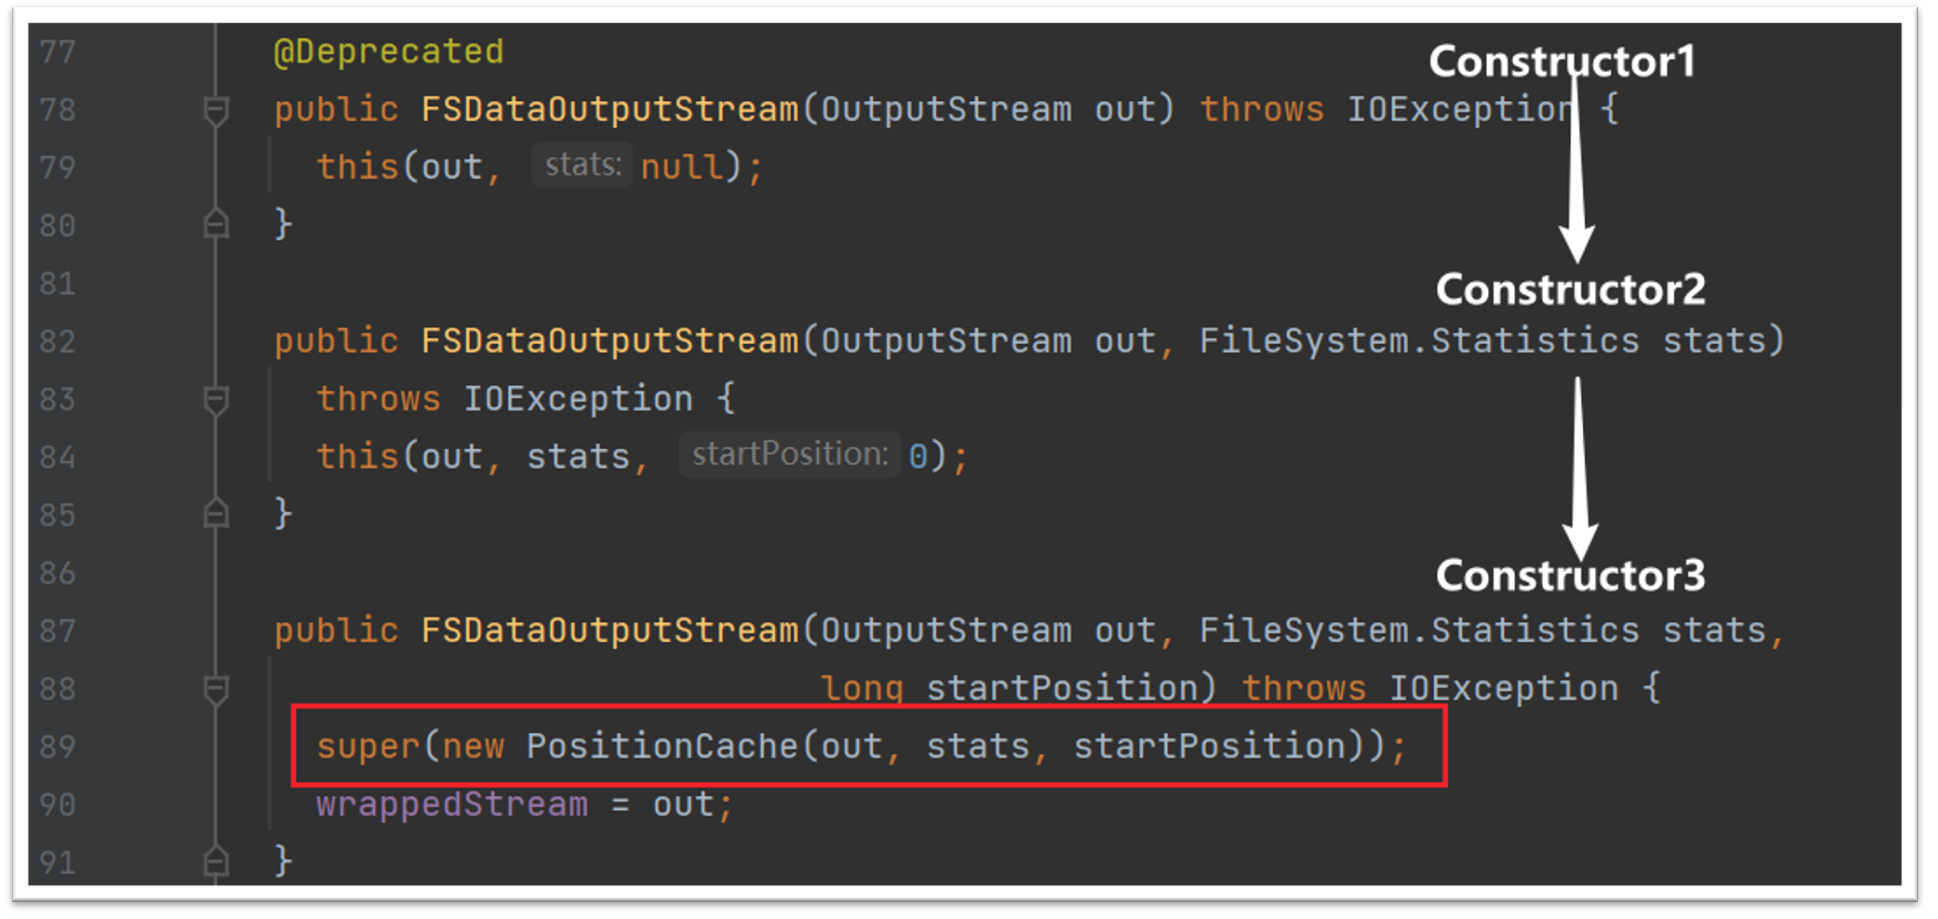 77 @Deprecated Constructor1
78 public FSDataOutputStream(OutputStream out) throws IOException {
79 this(out, stats: null);
80 }
81 Constructor2
82 public FSDataOutputStream(OutputStream out, FileSystem.Statistics stats)
83 throws IOException {
84 this(out, stats, startPosition: 0);
85 }
86 Constructor3
87 public FSDataOutputStream(OutputStream out, FileSystem.Statistics stats,
88 long startPosition) throws IOException {
89 super(new PositionCache(out, stats, startPosition));
90 wrappedStream = out;
91 }